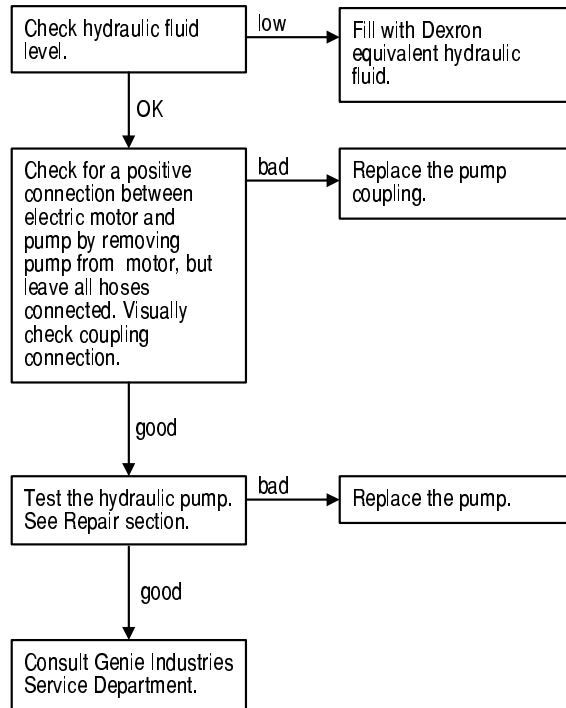 Check hydraulic fluid
level.
low
Fill with Dexron
equivalent hydraulic
fluid.
OK
Check for a positive
connection between
electric motor and
pump by removing
pump from motor, but
leave all hoses
connected. Visually
check coupling
connection.
bad
Replace the pump
coupling.
good
Test the hydraulic pump.
See Repair section.
bad
Replace the pump.
good
Consult Genie Industries
Service Department.